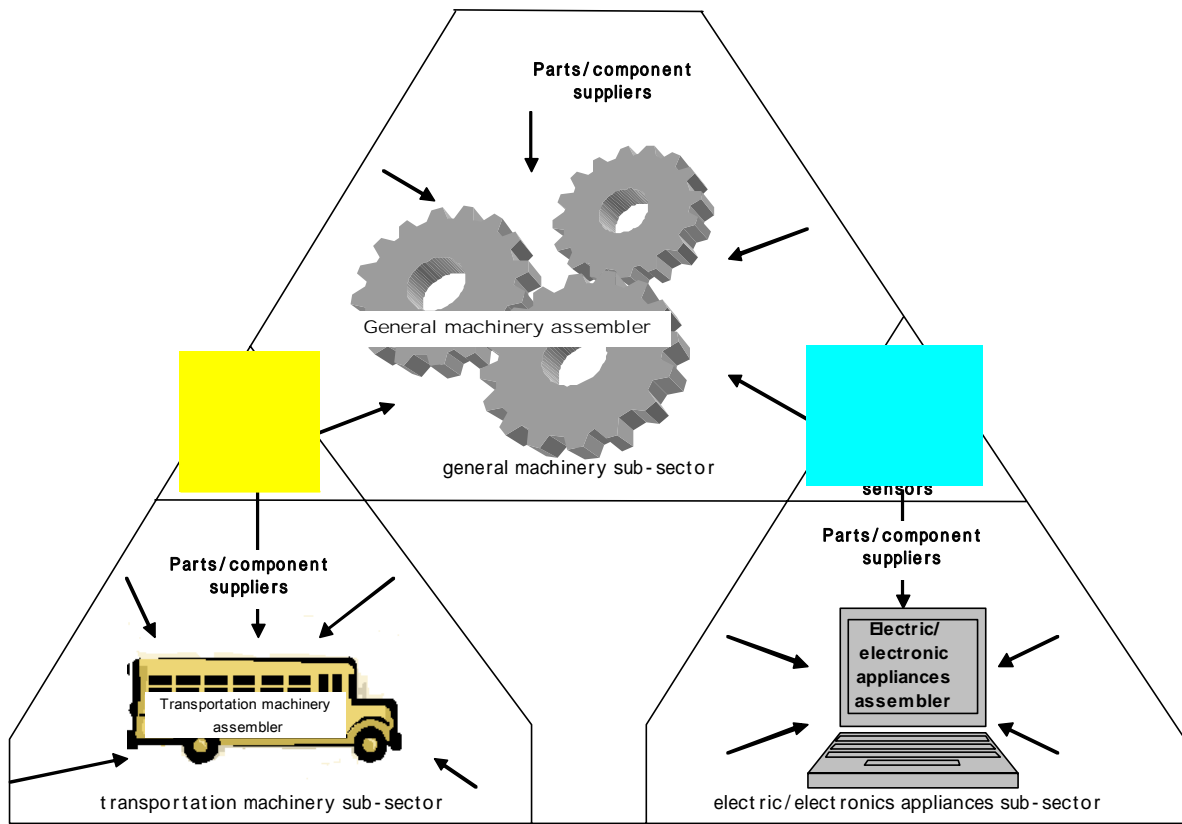 Parts/component
suppliers
General machinery assembler
general machinery sub-sector
sensors
Parts/component
suppliers
Parts/component
suppliers
Transportation machinery
assembler
Electric/
electronic
appliances
assembler
transportation machinery sub-sector
electric/electronics appliances sub-sector